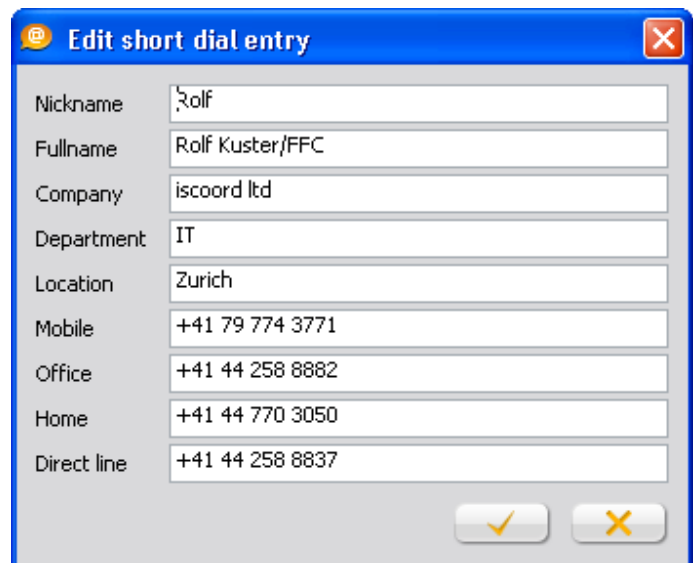 Edit short dial entry
Nickname Rolf
Fullname Rolf Kuster/FFC
Company iscoord ltd
Department IT
Location Zurich
Mobile +41 79 774 3771
Office +41 44 258 8882
Home +41 44 770 3050
Direct line +41 44 258 8837